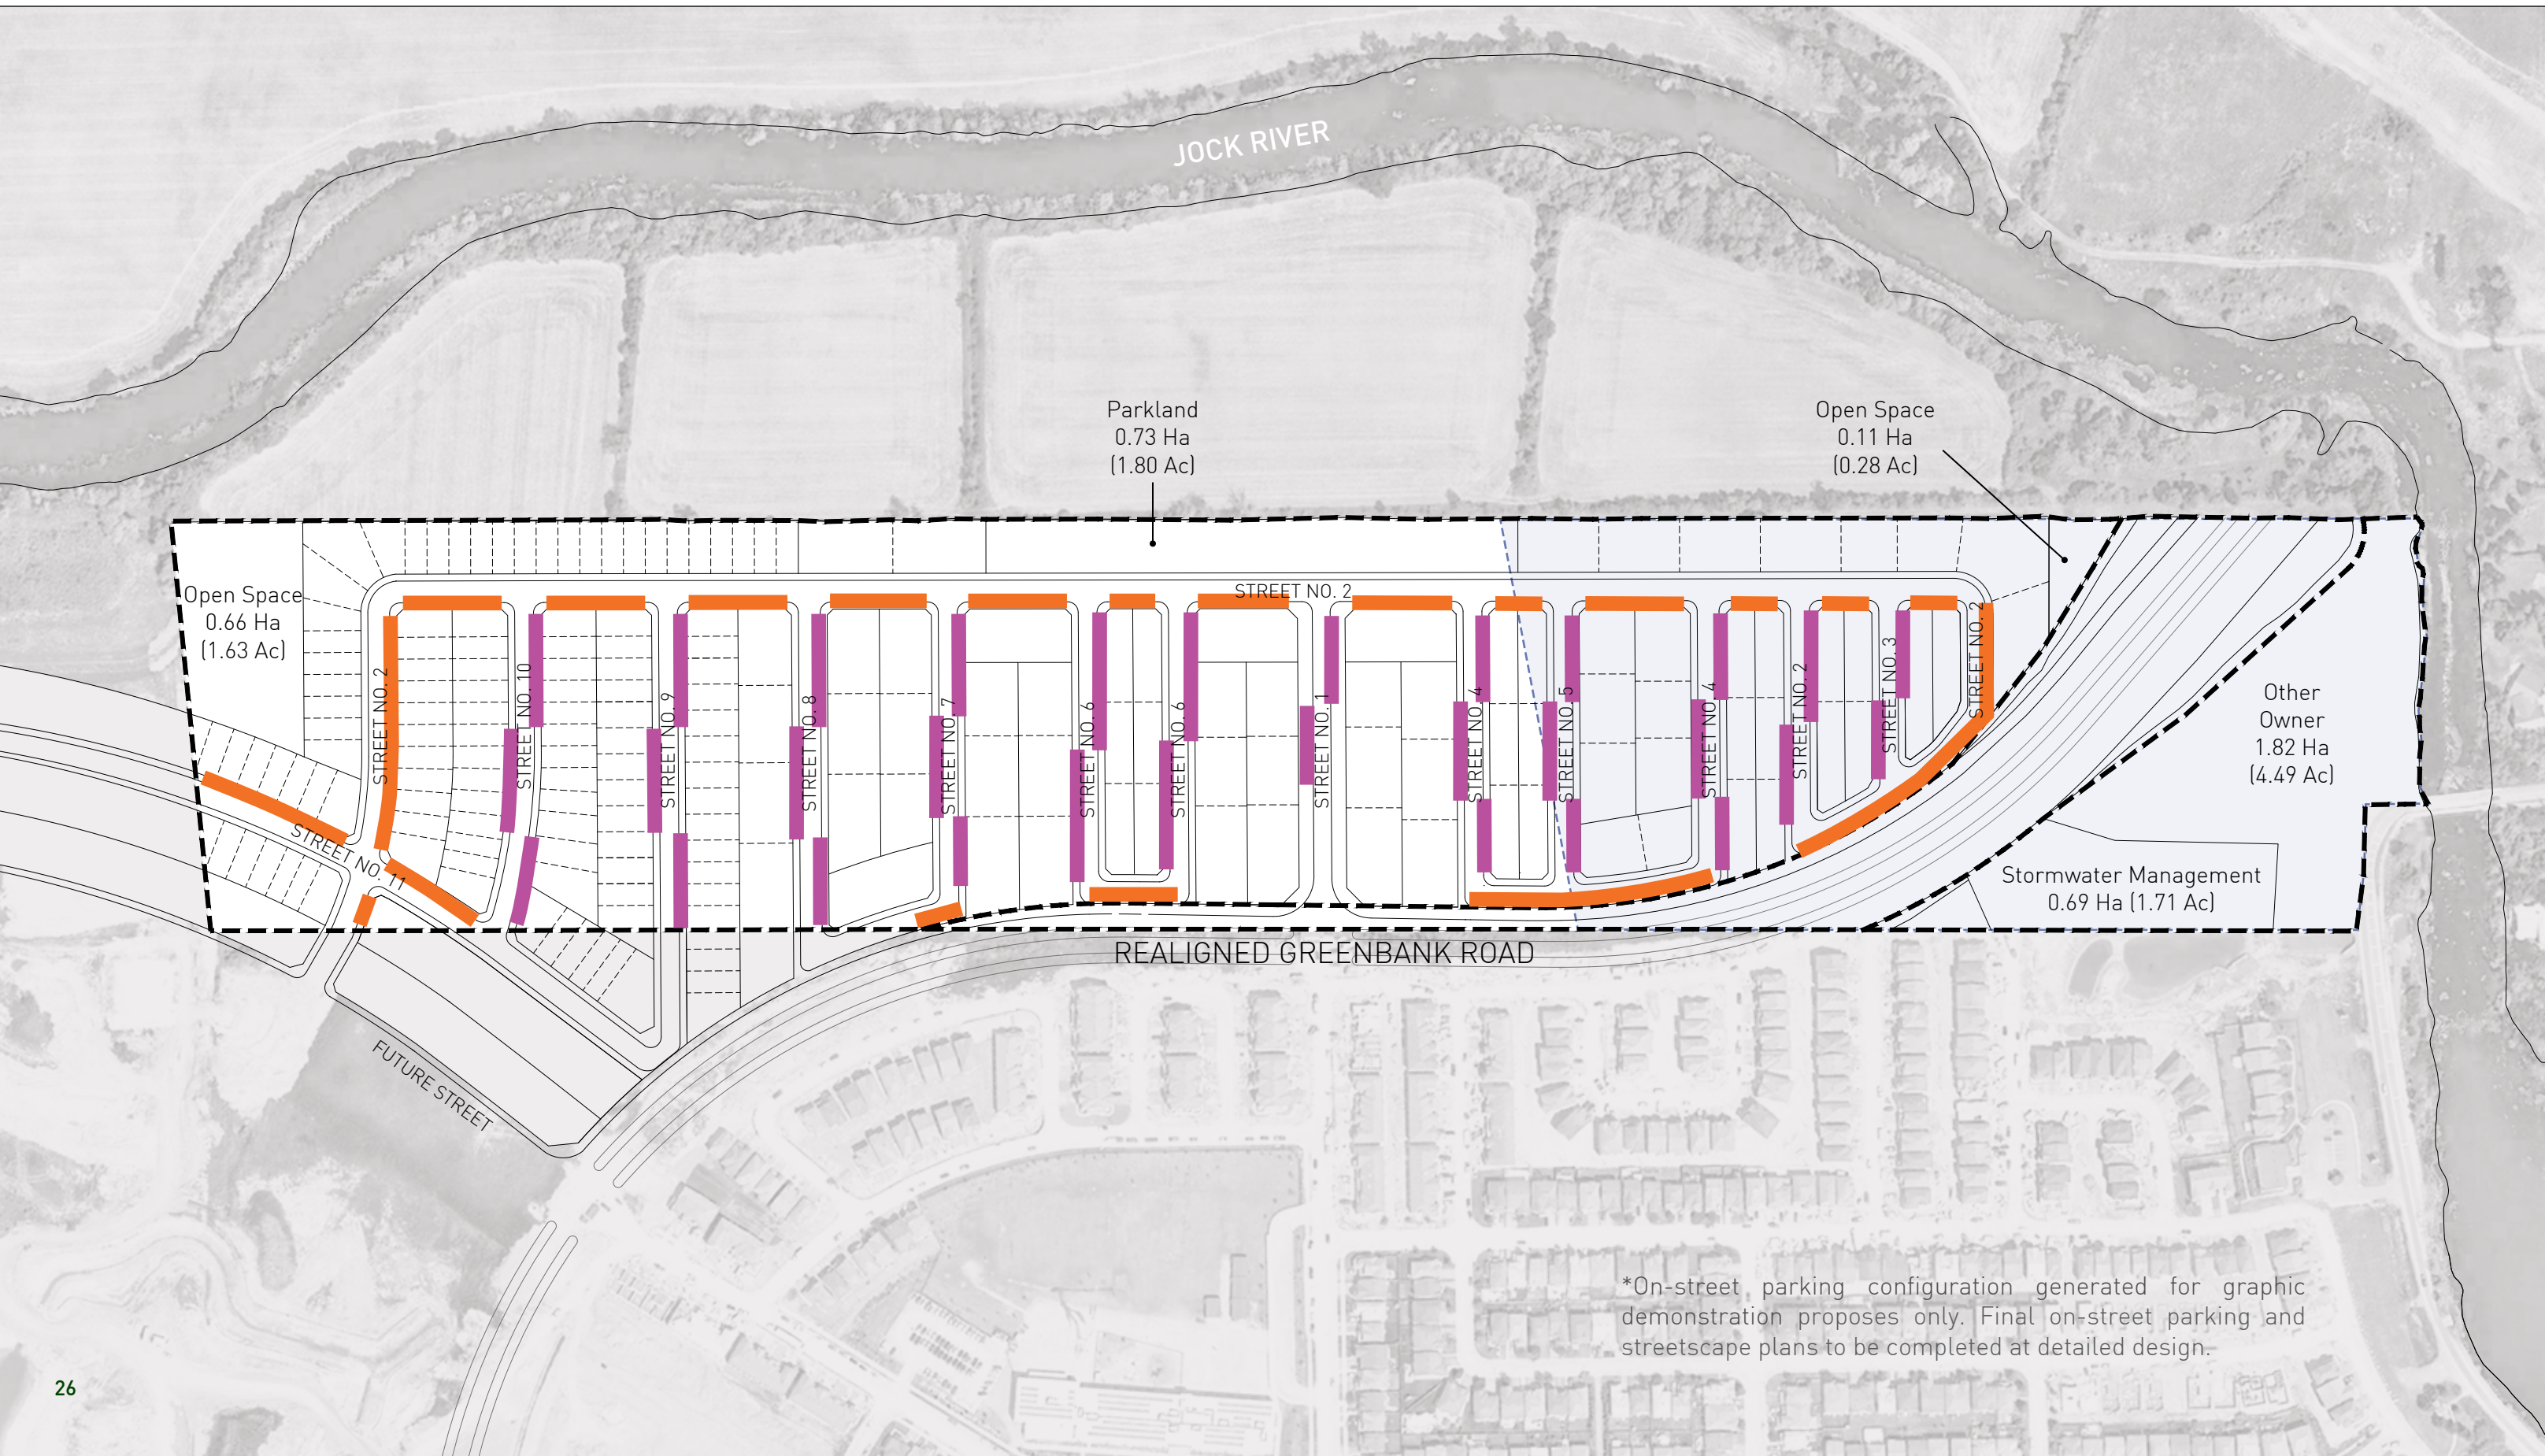 JOCK RIVER
Parkland
0.73 Ha
(1.80 Ac)
Open Space
0.11 Ha
(0.28 Ac)
Open Space
0.66 Ha
(1.63 Ac)
STREET NO. 2
STREET NO. 2
STREET NO. 10
STREET NO. 9
STREET NO. 8
STREET NO. 7
STREET NO. 6
STREET NO. 6
STREET NO. 1
STREET NO. 4
STREET NO. 5
STREET NO. 4
STREET NO. 2
STREET NO. 3
STREET NO. 2
STREET NO. 11
Other
Owner
1.82 Ha
(4.49 Ac)
Stormwater Management
0.69 Ha (1.71 Ac)
REALIGNED GREENBANK ROAD
FUTURE STREET
*On-street parking configuration generated for graphic
demonstration proposes only. Final on-street parking and
streetscape plans to be completed at detailed design.
26